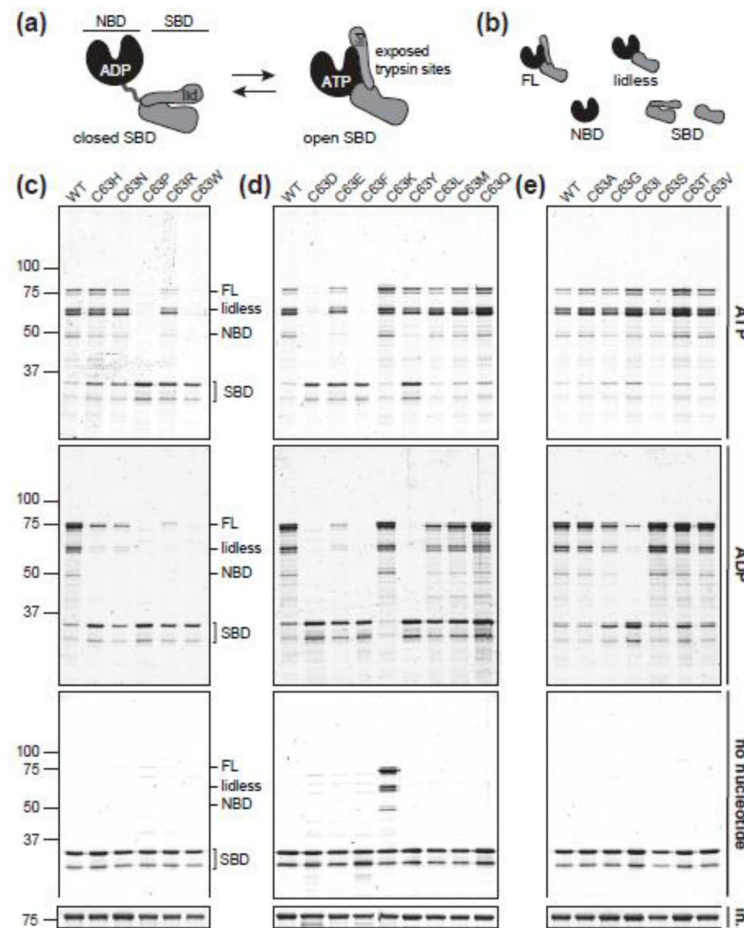 (a)
NBD SBD
ADP
lid
closed SBD
lid
ATP
exposed
trypsin sites
open SBD
(b)
FL
lidless
NBD
SBD
(c)
WT C63H C63N C63P C63R C63W
(d)
WT C63D C63E C63F C63K C63Y C63L C63M C63Q
(e)
WT C63A C63G C63I C63S C63T C63V
100
75
50
37
FL
lidless
NBD
SBD
ATP
100
75
50
37
FL
lidless
NBD
SBD
ADP
100
75
50
37
FL
lidless
NBD
SBD
no nucleotide
75
In.